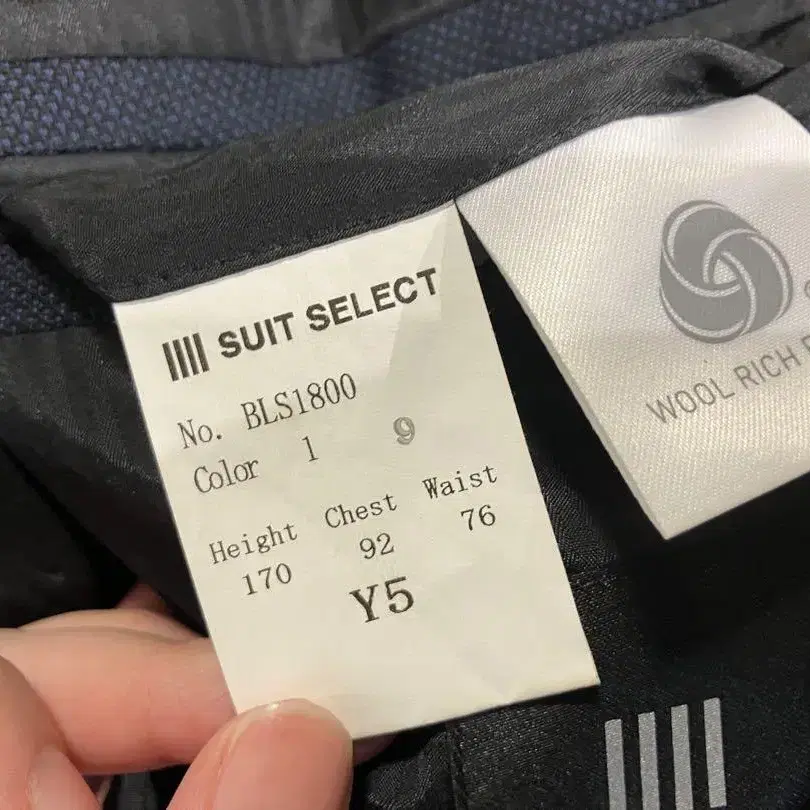 SUIT SELECT
No. BLS1800
Color 1 9
Height Chest Waist
170 92 76
Y5
WOOL RICH